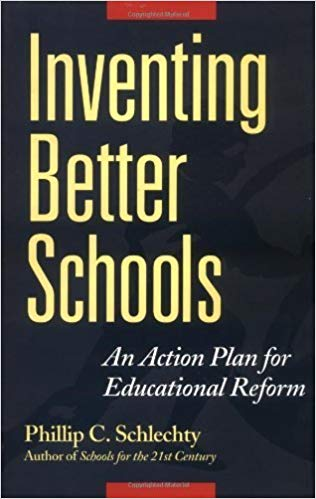 Inventing
Better
Schools
An Action Plan for
Educational Reform
Phillip C. Schlechty
Author of Schools for the 21st Century